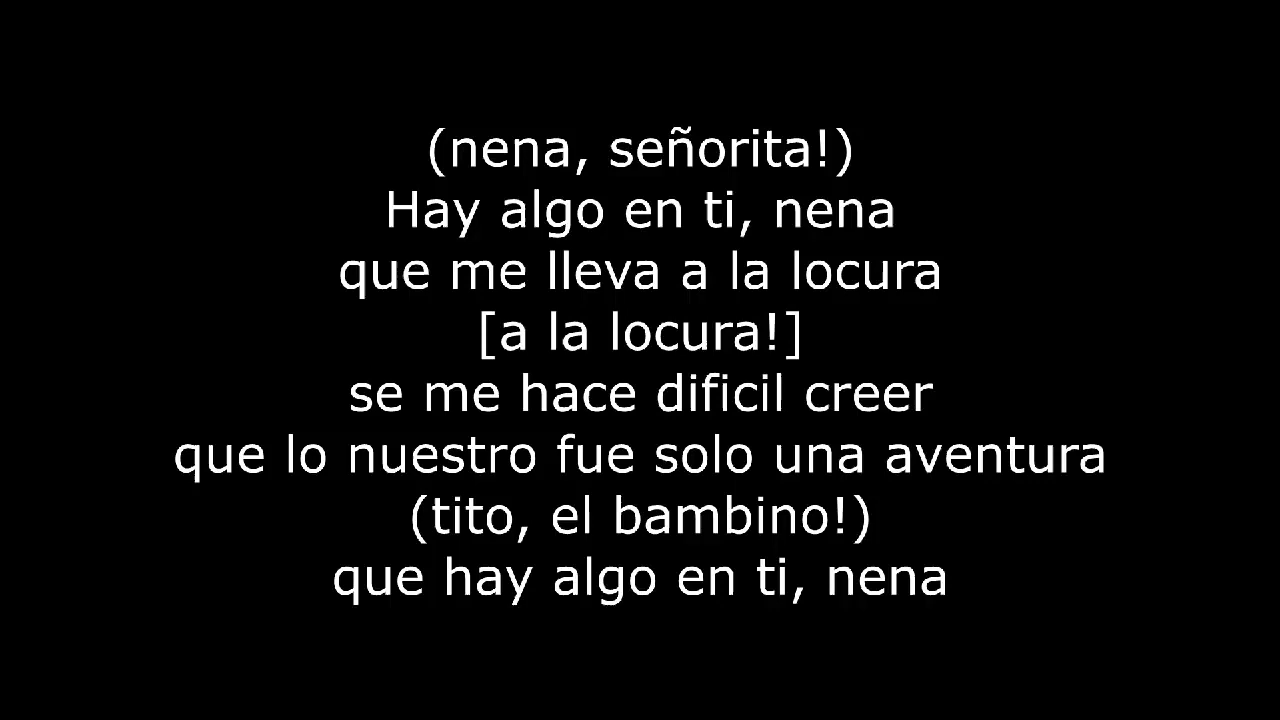 (nena, señorita!)
Hay algo en ti, nena
que me lleva a la locura
[a la locura!]
se me hace dificil creer
que lo nuestro fue solo una aventura
(tito, el bambino!)
que hay algo en ti, nena